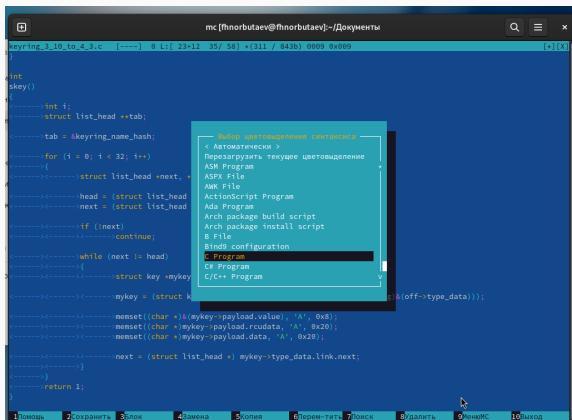 mc [fhnorbutaev@fhnorbutaev]:~/Документы
keyring_3_10_to_4_3.c [----] 0 L:[ 23+12 35/ 58] *(311 / 843b) 0009 0x009 [*][X]
}
int
skey()
{
int i;
struct list_head **tab;
tab = &keyring_name_hash;
for (i = 0; i < 32; i++)
{
struct list_head *next, *
head = (struct list_head
next = (struct list_head
if (!next)
continue;
while (next != head)
{
struct key *mykey
mykey = (struct k
)&(off->type_data)));
memset((char *)&(mykey->payload.value), 'A', 0x8);
memset((char *)mykey->payload.rcudata, 'A', 0x20);
memset((char *)mykey->payload.data, 'A', 0x20);
next = (struct list_head *) mykey->type_data.link.next;
}
}
return 1;
}
Выбор цветовыделения синтаксиса
< Автоматически >
Перезагрузить текущее цветовыделение
ASM Program
ASPX File
AWK File
ActionScript Program
Ada Program
Arch package build script
Arch package install script
B File
Bind9 configuration
C Program
C# Program
C/C++ Program
1Помощь 2Сохранить 3Блок 4Замена 5Копия 6Перем~тить 7Поиск 8Удалить 9МенюMC 10Выход